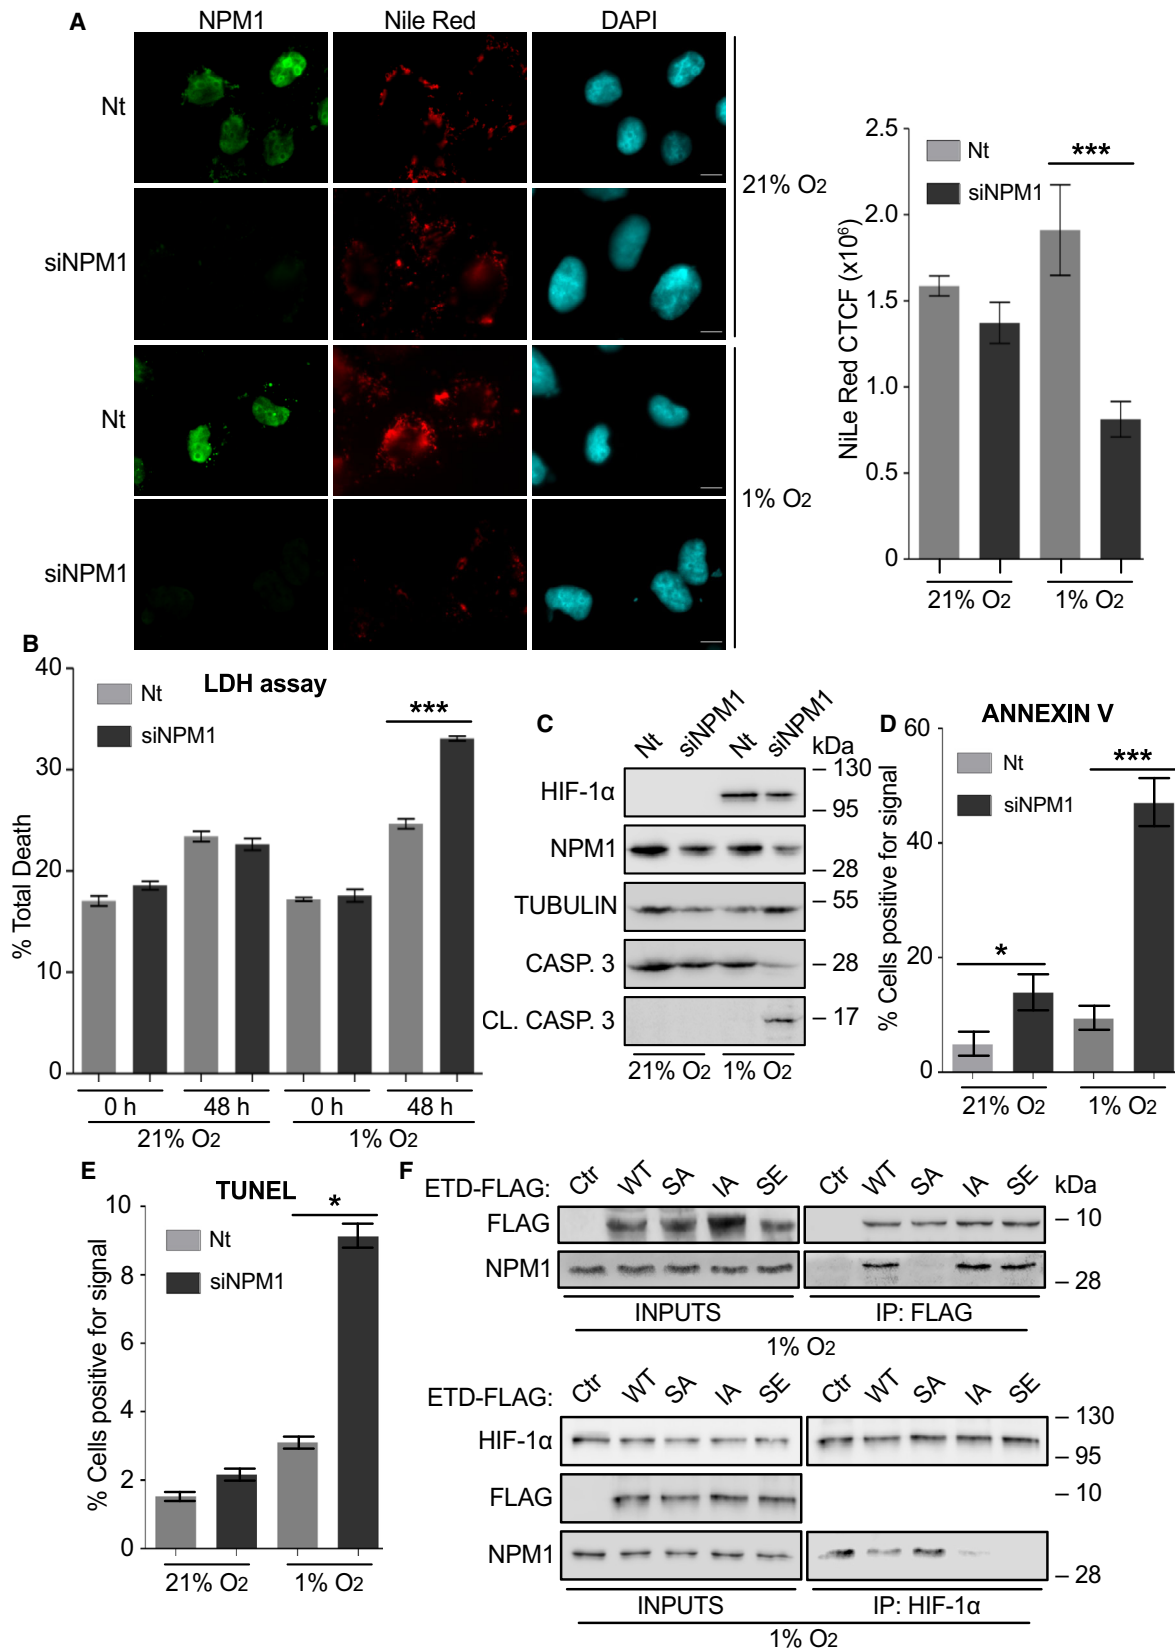 A
NPM1 Nile Red DAPI
Nt
siNPM1
21% O2
Nt
siNPM1
1% O2
NiLe Red CTCF (x10⁶)
2.5
2.0
1.5
1.0
0.5
0
Nt
siNPM1
***
21% O2 1% O2
B
LDH assay
% Total Death
40
30
20
10
0
Nt
siNPM1
***
0 h 48 h 0 h 48 h
21% O2 1% O2
C
Nt siNPM1 Nt siNPM1 kDa
HIF-1α
– 130
– 95
NPM1
– 28
TUBULIN – 55
CASP. 3 – 28
CL. CASP. 3 – 17
21% O2 1% O2
D
ANNEXIN V
% Cells positive for signal
60
40
20
0
Nt
siNPM1
*
***
21% O2 1% O2
E
TUNEL
% Cells positive for signal
10
8
6
4
2
0
Nt
siNPM1
*
21% O2 1% O2
F
ETD-FLAG: Ctr WT SA IA SE Ctr WT SA IA SE kDa
FLAG – 10
NPM1 – 28
INPUTS IP: FLAG
1% O2
ETD-FLAG: Ctr WT SA IA SE Ctr WT SA IA SE
HIF-1α
– 130
– 95
FLAG – 10
NPM1
– 28
INPUTS IP: HIF-1α
1% O2